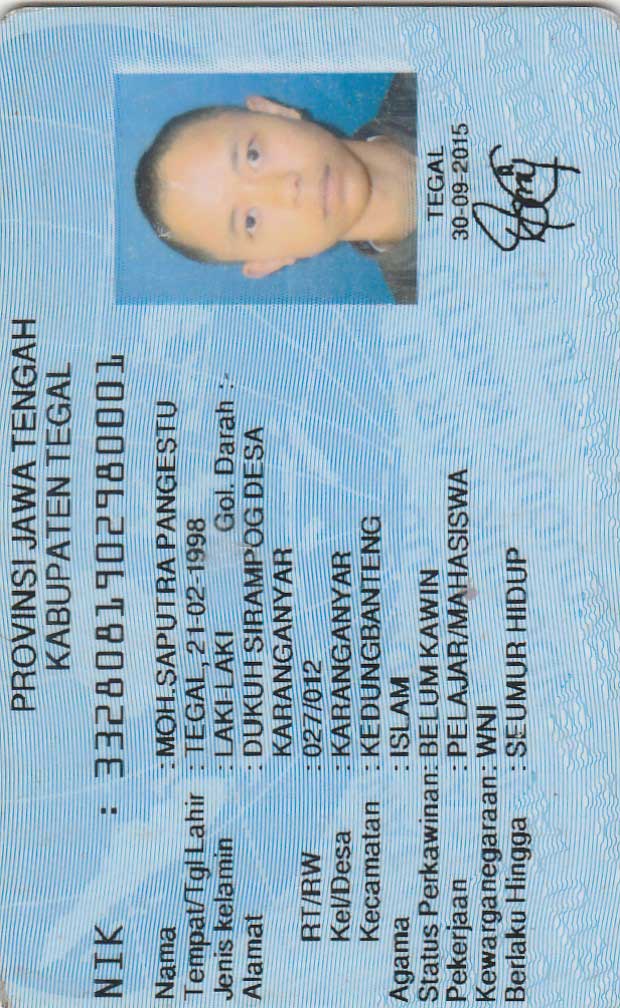 PROVINSI JAWA TENGAH
KABUPATEN TEGAL
NIK : 3328081902980001
Nama : MOH.SAPUTRA PANGESTU
Tempat/Tgl Lahir : TEGAL, 21-02-1998
Jenis kelamin : LAKI-LAKI Gol. Darah :-
Alamat : DUKUH SIRAMPOG DESA
KARANGANYAR
RT/RW : 027/012
Kel/Desa : KARANGANYAR
Kecamatan : KEDUNGBANTENG
Agama : ISLAM
Status Perkawinan: BELUM KAWIN
Pekerjaan : PELAJAR/MAHASISWA
Kewarganegaraan: WNI
Berlaku Hingga : SEUMUR HIDUP
TEGAL
30-09-2015